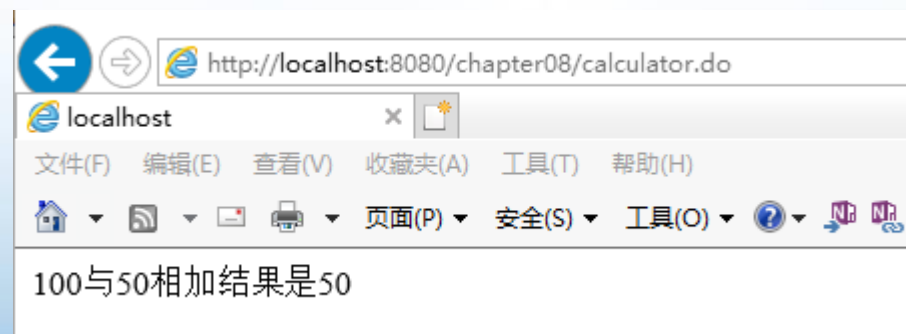 http://localhost:8080/chapter08/calculator.do
localhost
文件(F) 编辑(E) 查看(V) 收藏夹(A) 工具(T) 帮助(H)
页面(P) 安全(S) 工具(O)
100与50相加结果是50